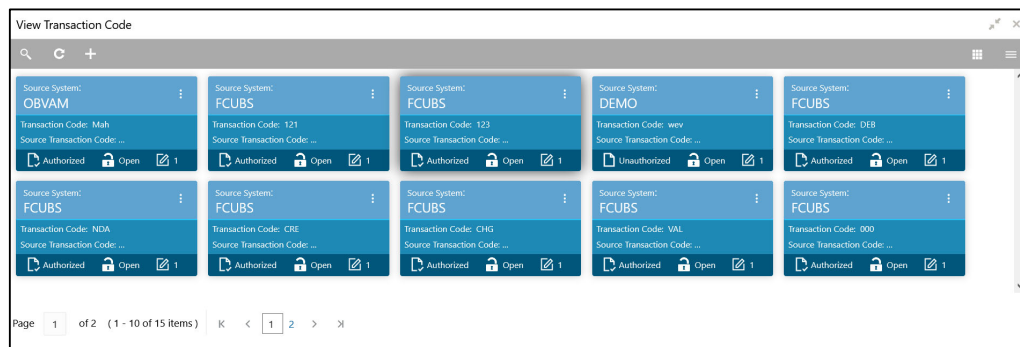 View Transaction Code
Source System: Source System: Source System: Source System: Source System:
OBVAM FCUBS FCUBS DEMO FCUBS
Transaction Code: Mah Transaction Code: 121 Transaction Code: 123 Transaction Code: wev Transaction Code: DEB
Source Transaction Code: ... Source Transaction Code: ... Source Transaction Code: ... Source Transaction Code: ... Source Transaction Code: ...
Authorized Open 1 Authorized Open 1 Authorized Open 1 Unauthorized Open 1 Authorized Open 1
Source System: Source System: Source System: Source System: Source System:
FCUBS FCUBS FCUBS FCUBS FCUBS
Transaction Code: NDA Transaction Code: CRE Transaction Code: CHG Transaction Code: VAL Transaction Code: 000
Source Transaction Code: ... Source Transaction Code: ... Source Transaction Code: ... Source Transaction Code: ... Source Transaction Code: ...
Authorized Open 1 Authorized Open 1 Authorized Open 1 Authorized Open 1 Authorized Open 1
Page 1 of 2 ( 1 - 10 of 15 items ) 1 2